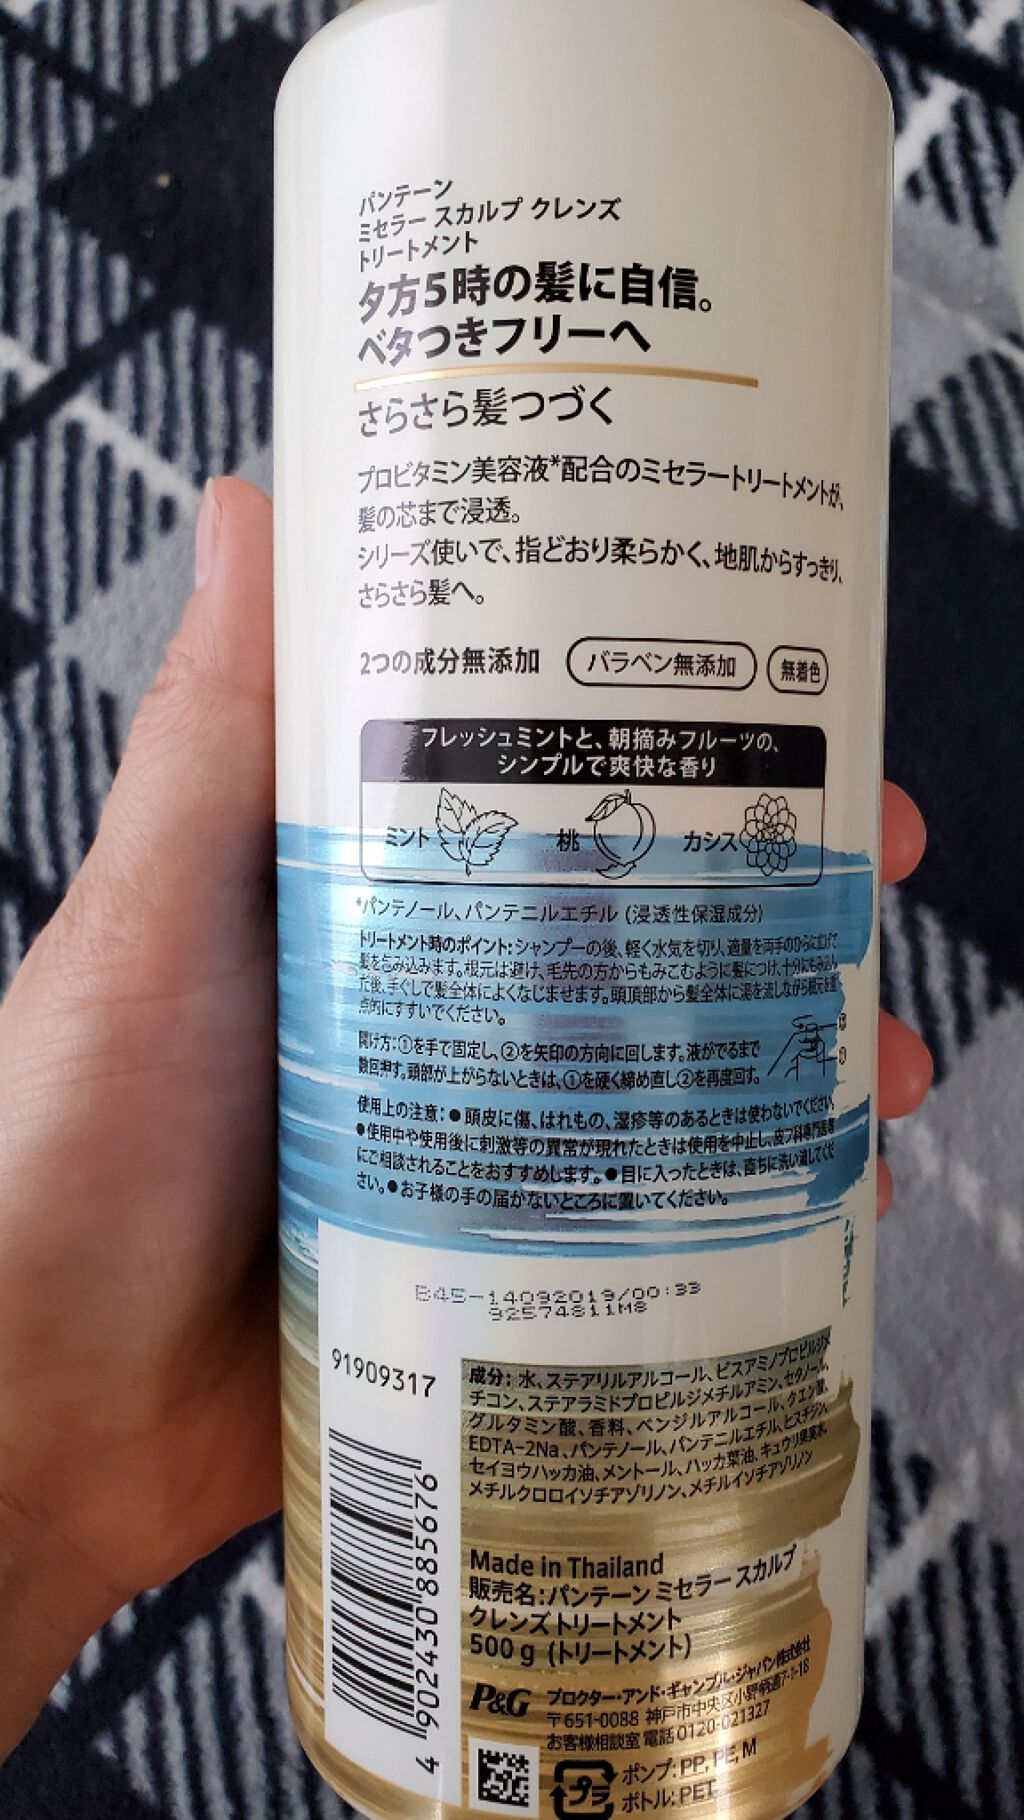 パンテーン
ミセラー スカルプ クレンズ
トリートメント
夕方5時の髪に自信。
ベタつきフリーへ
さらさら髪つづく
プロビタミン美容液*配合のミセラートリートメントが、
髪の芯まで浸透。
シリーズ使いで、指どおり柔らかく、地肌からすっきり、
さらさら髪へ。
2つの成分無添加 パラベン無添加 無着色
フレッシュミントと、朝摘みフルーツの、
シンプルで爽快な香り
ミント 桃 カシス
*パンテノール、パンテニルエチル (浸透性保湿成分)
トリートメント時のポイント: シャンプーの後、軽く水気を切り、適量を両手のひらに広げて
髪を包み込みます。根元は避け、毛先の方からもみこむように髪につけ、十分にもみ込ん
だ後、手ぐしで髪全体によくなじませます。頭頂部から髪全体に湯を流しながら根元を重
点的にすすいでください。
開け方: ①を手で固定し、②を矢印の方向に回します。液がでるまで
数回押す。頭部が上がらないときは、①を硬く締め直し②を再度回す。
② ①
使用上の注意: ● 頭皮に傷、はれもの、湿疹等のあるときは使わないでください。
●使用中や使用後に刺激等の異常が現れたときは使用を中止し、皮フ科専門医等
にご相談されることをおすすめします。● 目に入ったときは、直ちに洗い流してくだ
さい。● お子様の手の届かないところに置いてください。
B45-14092019/00:33
92574811M8
91909317
成分: 水、ステアリルアルコール、ビスアミノプロピルジメ
チコン、ステアラミドプロピルジメチルアミン、セタノール、
グルタミン酸、香料、ベンジルアルコール、クエン酸、
EDTA-2Na、パンテノール、パンテニルエチル、ヒスチジン、
セイヨウハッカ油、メントール、ハッカ葉油、キュウリ果実水、
メチルクロロイソチアゾリノン、メチルイソチアゾリノン
4 902430 885676
Made in Thailand
販売名: パンテーン ミセラー スカルプ
クレンズ トリートメント
500 g (トリートメント)
P&G プロクター・アンド・ギャンブル・ジャパン株式会社
〒651-0088 神戸市中央区小野柄通7-1-18
お客様相談室 電話 0120-021327
プラ ポンプ: PP, PE, M
ボトル: PET